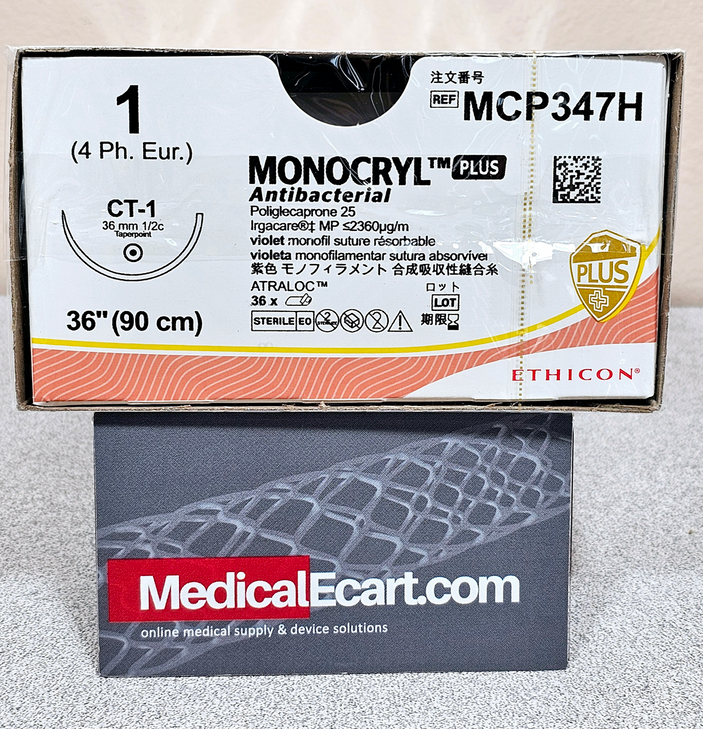 1
(4 Ph. Eur.)
CT-1
36 mm 1/2c
Taperpoint
36" (90 cm)
注文番号
REF MCP347H
MONOCRYL™ PLUS
Antibacterial
Poliglecaprone 25
Irgacare®‡ MP ≤2360µg/m
violet monofil suture résorbable
violeta monofilamentar sutura absorvível
紫色 モノフィラメント 合成吸収性縫合糸
ATRALOC™
36 x
STERILE EO
ロット
LOT
期限
PLUS
ETHICON®
MedicalEcart.com
online medical supply & device solutions